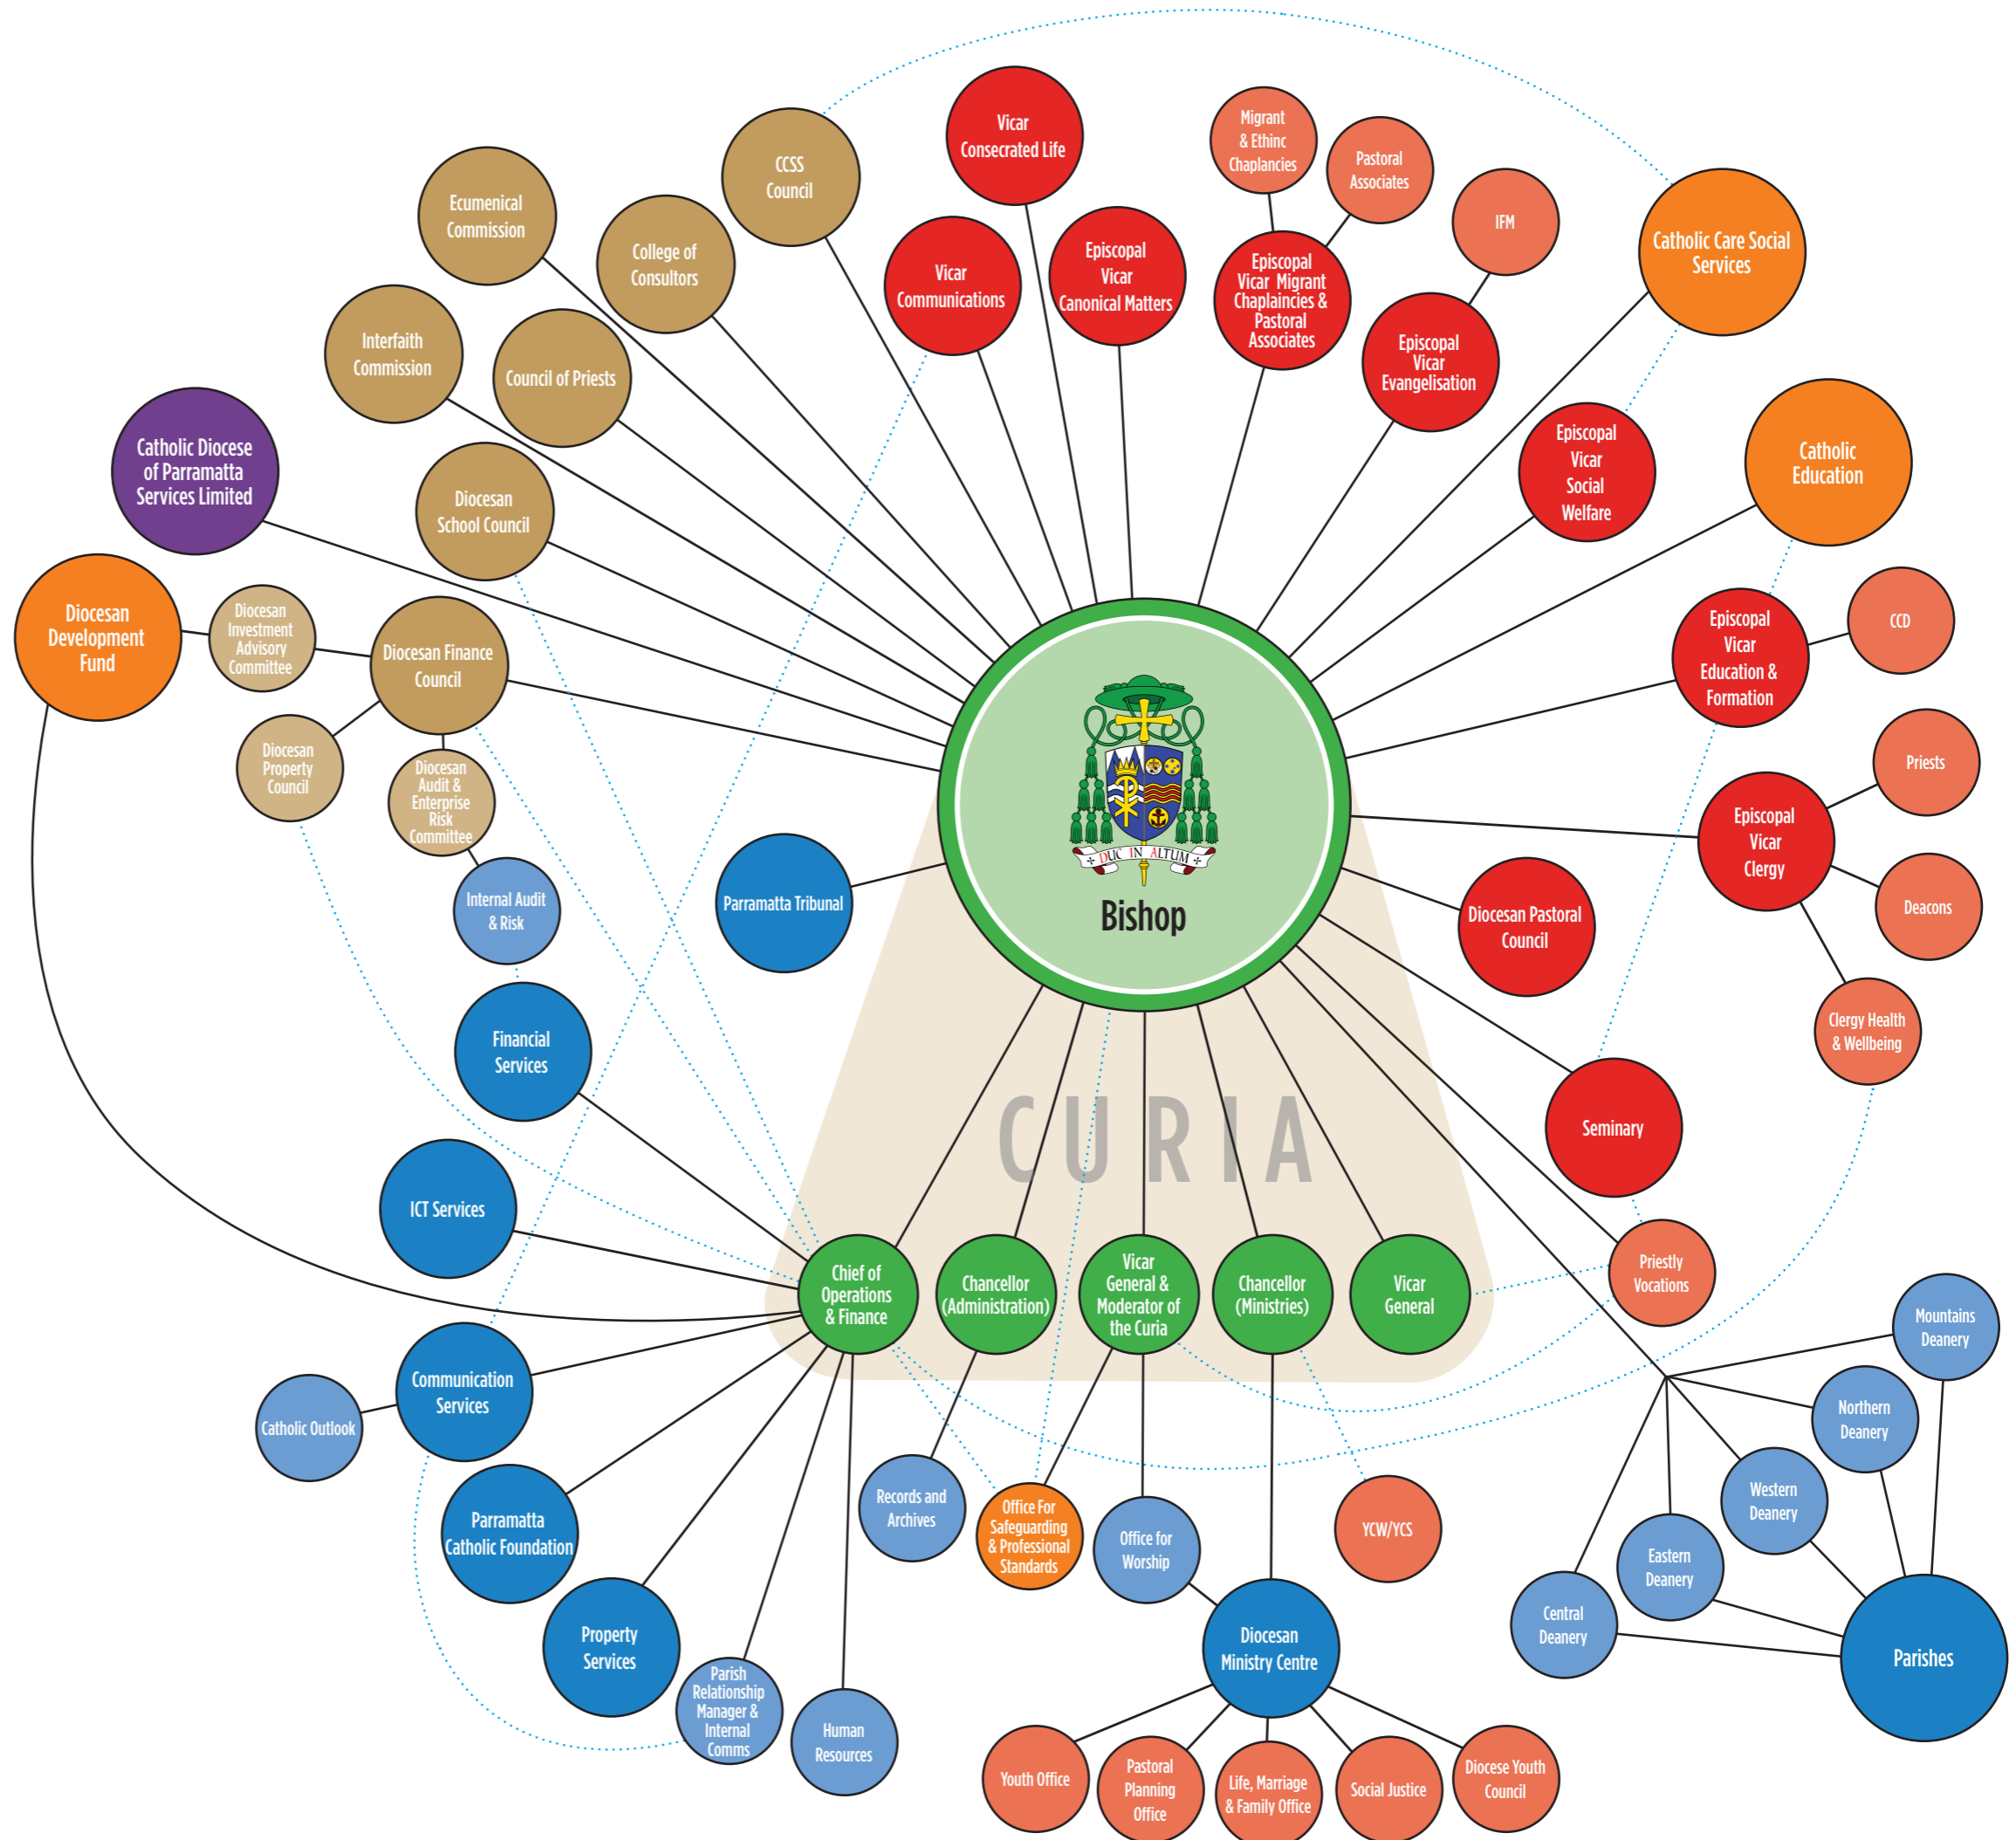 Vicar
Consecrated Life
Migrant
& Ethinc
Chaplancies
Pastoral
Associates
CCSS
Council
Ecumenical
Commission
College of
Consultors
IFM
Catholic Care Social
Services
Vicar
Communications
Episcopal
Vicar
Canonical Matters
Episcopal
Vicar Migrant
Chaplaincies &
Pastoral
Associates
Interfaith
Commission
Council of Priests
Episcopal
Vicar
Evangelisation
Catholic Diocese
of Parramatta
Services Limited
Diocesan
School Council
Episcopal
Vicar
Social
Welfare
Catholic
Education
Diocesan
Development
Fund
Diocesan
Investment
Advisory
Committee
Diocesan Finance
Council
Episcopal
Vicar
Education &
Formation
CCD
Diocesan
Property
Council
Diocesan
Audit &
Enterprise
Risk
Committee
Priests
Episcopal
Vicar
Clergy
Deacons
DUC IN ALTUM
Bishop
Parramatta Tribunal
Internal Audit
& Risk
Diocesan Pastoral
Council
Clergy Health
& Wellbeing
Financial
Services
CURIA
Seminary
ICT Services
Chief of
Operations
& Finance
Chancellor
(Administration)
Vicar
General &
Moderator of
the Curia
Chancellor
(Ministries)
Vicar
General
Priestly
Vocations
Mountains
Deanery
Communication
Services
Catholic Outlook
Northern
Deanery
Western
Deanery
Eastern
Deanery
Central
Deanery
Parishes
Parramatta
Catholic Foundation
Records and
Archives
Office For
Safeguarding
& Professional
Standards
Office for
Worship
YCW/YCS
Property
Services
Parish
Relationship
Manager &
Internal
Comms
Human
Resources
Diocesan
Ministry Centre
Youth Office
Pastoral
Planning
Office
Life, Marriage
& Family Office
Social Justice
Diocese Youth
Council